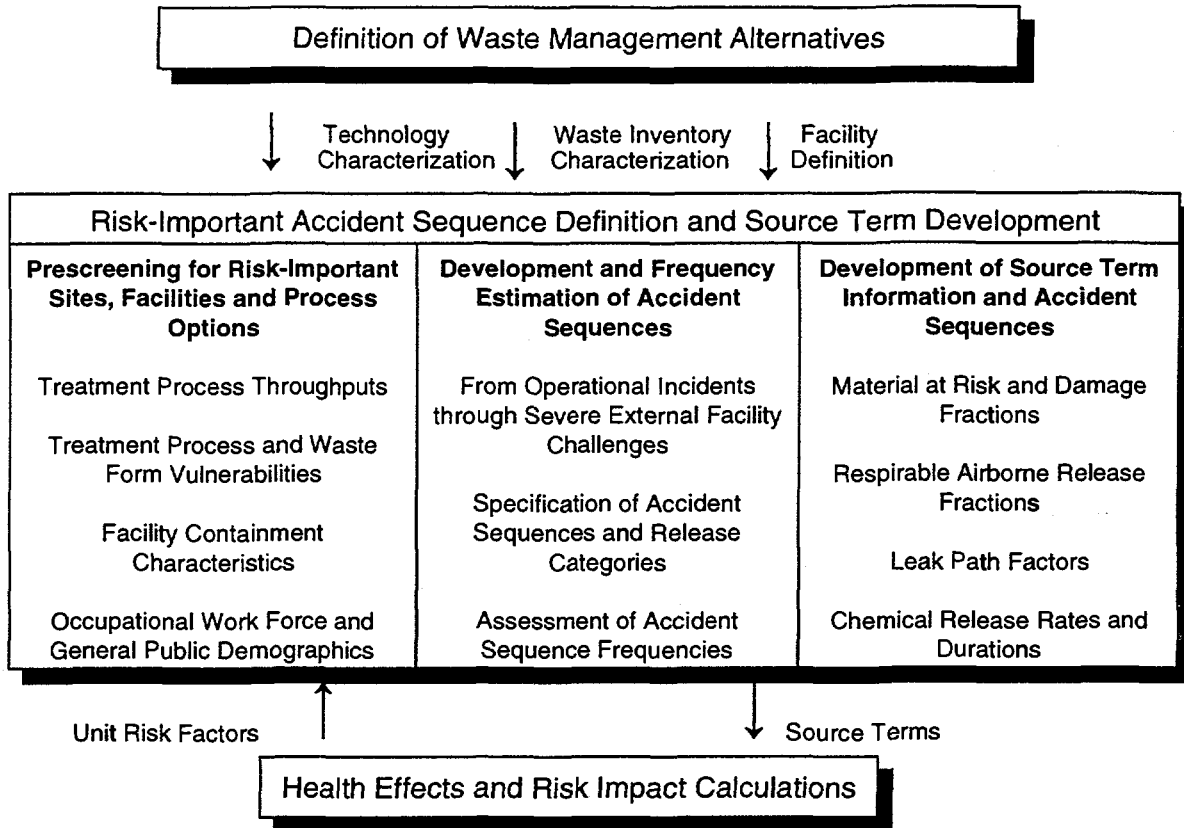 Definition of Waste Management Alternatives
Technology
Characterization
Waste Inventory
Characterization
Facility
Definition
Risk-Important Accident Sequence Definition and Source Term Development
Prescreening for Risk-Important
Sites, Facilities and Process
Options
Treatment Process Throughputs
Treatment Process and Waste
Form Vulnerabilities
Facility Containment
Characteristics
Occupational Work Force and
General Public Demographics
Development and Frequency
Estimation of Accident
Sequences
From Operational Incidents
through Severe External Facility
Challenges
Specification of Accident
Sequences and Release
Categories
Assessment of Accident
Sequence Frequencies
Development of Source Term
Information and Accident
Sequences
Material at Risk and Damage
Fractions
Respirable Airborne Release
Fractions
Leak Path Factors
Chemical Release Rates and
Durations
Unit Risk Factors
Source Terms
Health Effects and Risk Impact Calculations